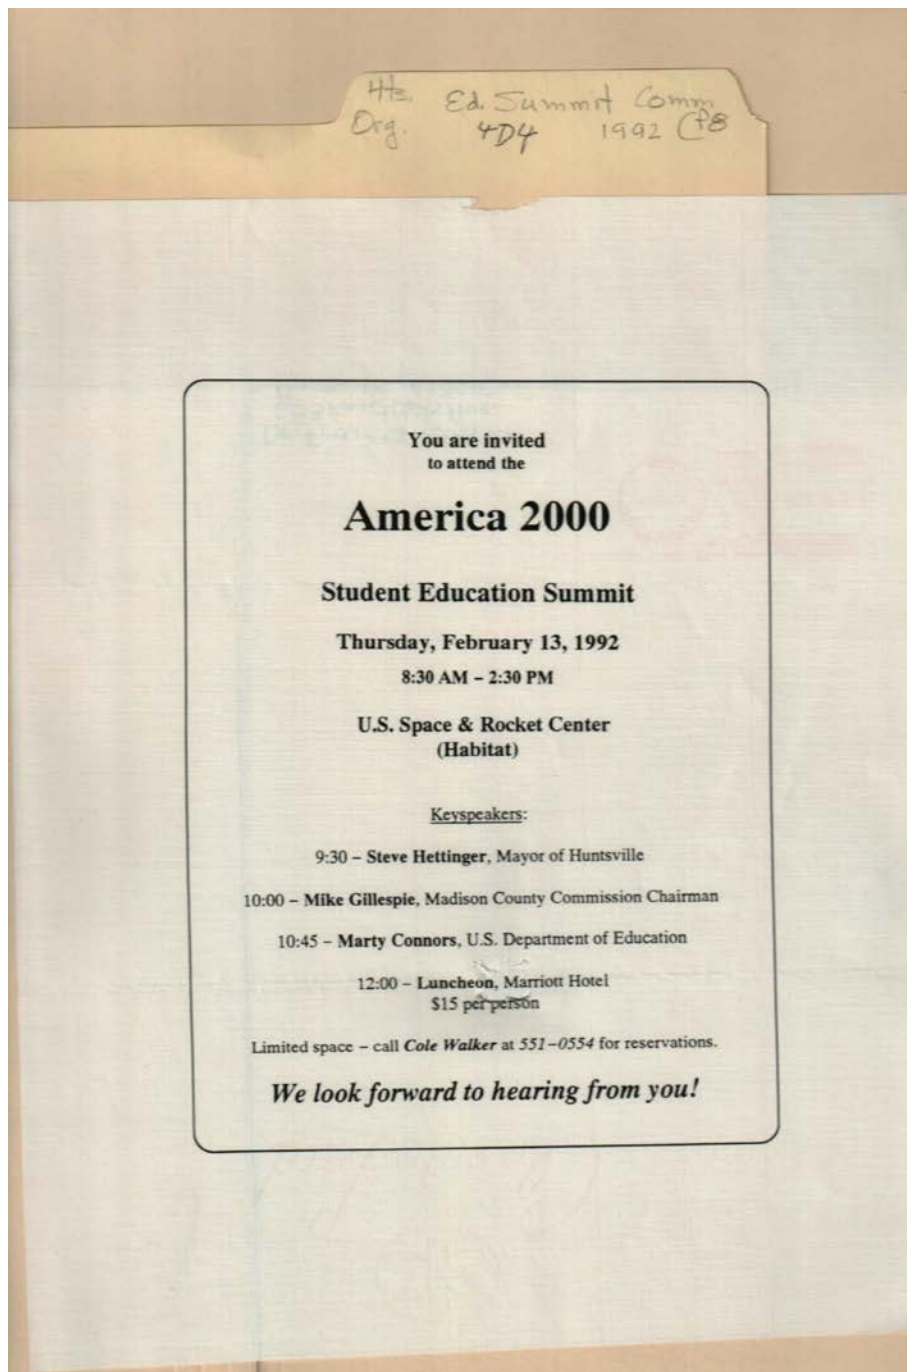 Hts. Ed. Summit Comm
Org. 4D4 1992
You are invited
to attend the
America 2000
Student Education Summit
Thursday, February 13, 1992
8:30 AM – 2:30 PM
U.S. Space & Rocket Center
(Habitat)
Keyspeakers:
9:30 – Steve Hettinger, Mayor of Huntsville
10:00 – Mike Gillespie, Madison County Commission Chairman
10:45 – Marty Connors, U.S. Department of Education
12:00 – Luncheon, Marriott Hotel
$15 per person
Limited space – call Cole Walker at 551–0554 for reservations.
We look forward to hearing from you!